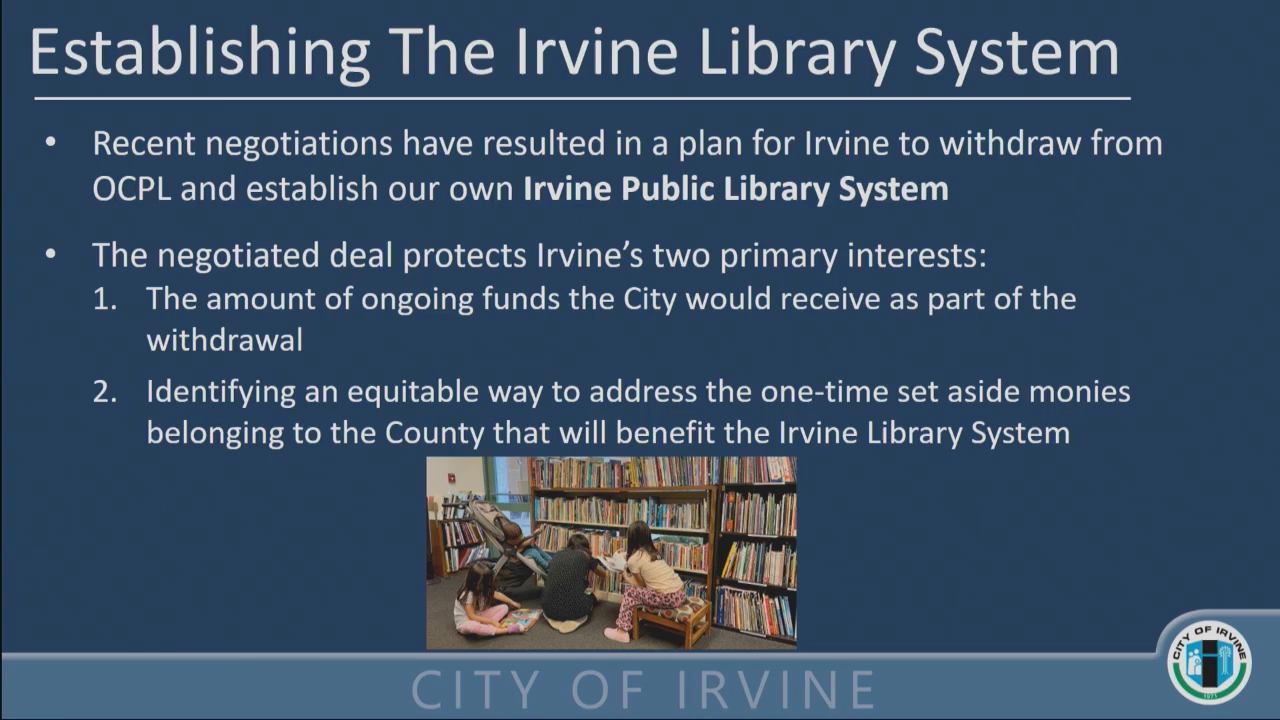 Establishing The Irvine Library System
• Recent negotiations have resulted in a plan for Irvine to withdraw from
OCPL and establish our own Irvine Public Library System
• The negotiated deal protects Irvine’s two primary interests:
1. The amount of ongoing funds the City would receive as part of the
withdrawal
2. Identifying an equitable way to address the one-time set aside monies
belonging to the County that will benefit the Irvine Library System
CITY OF IRVINE
CITY OF IRVINE
1971